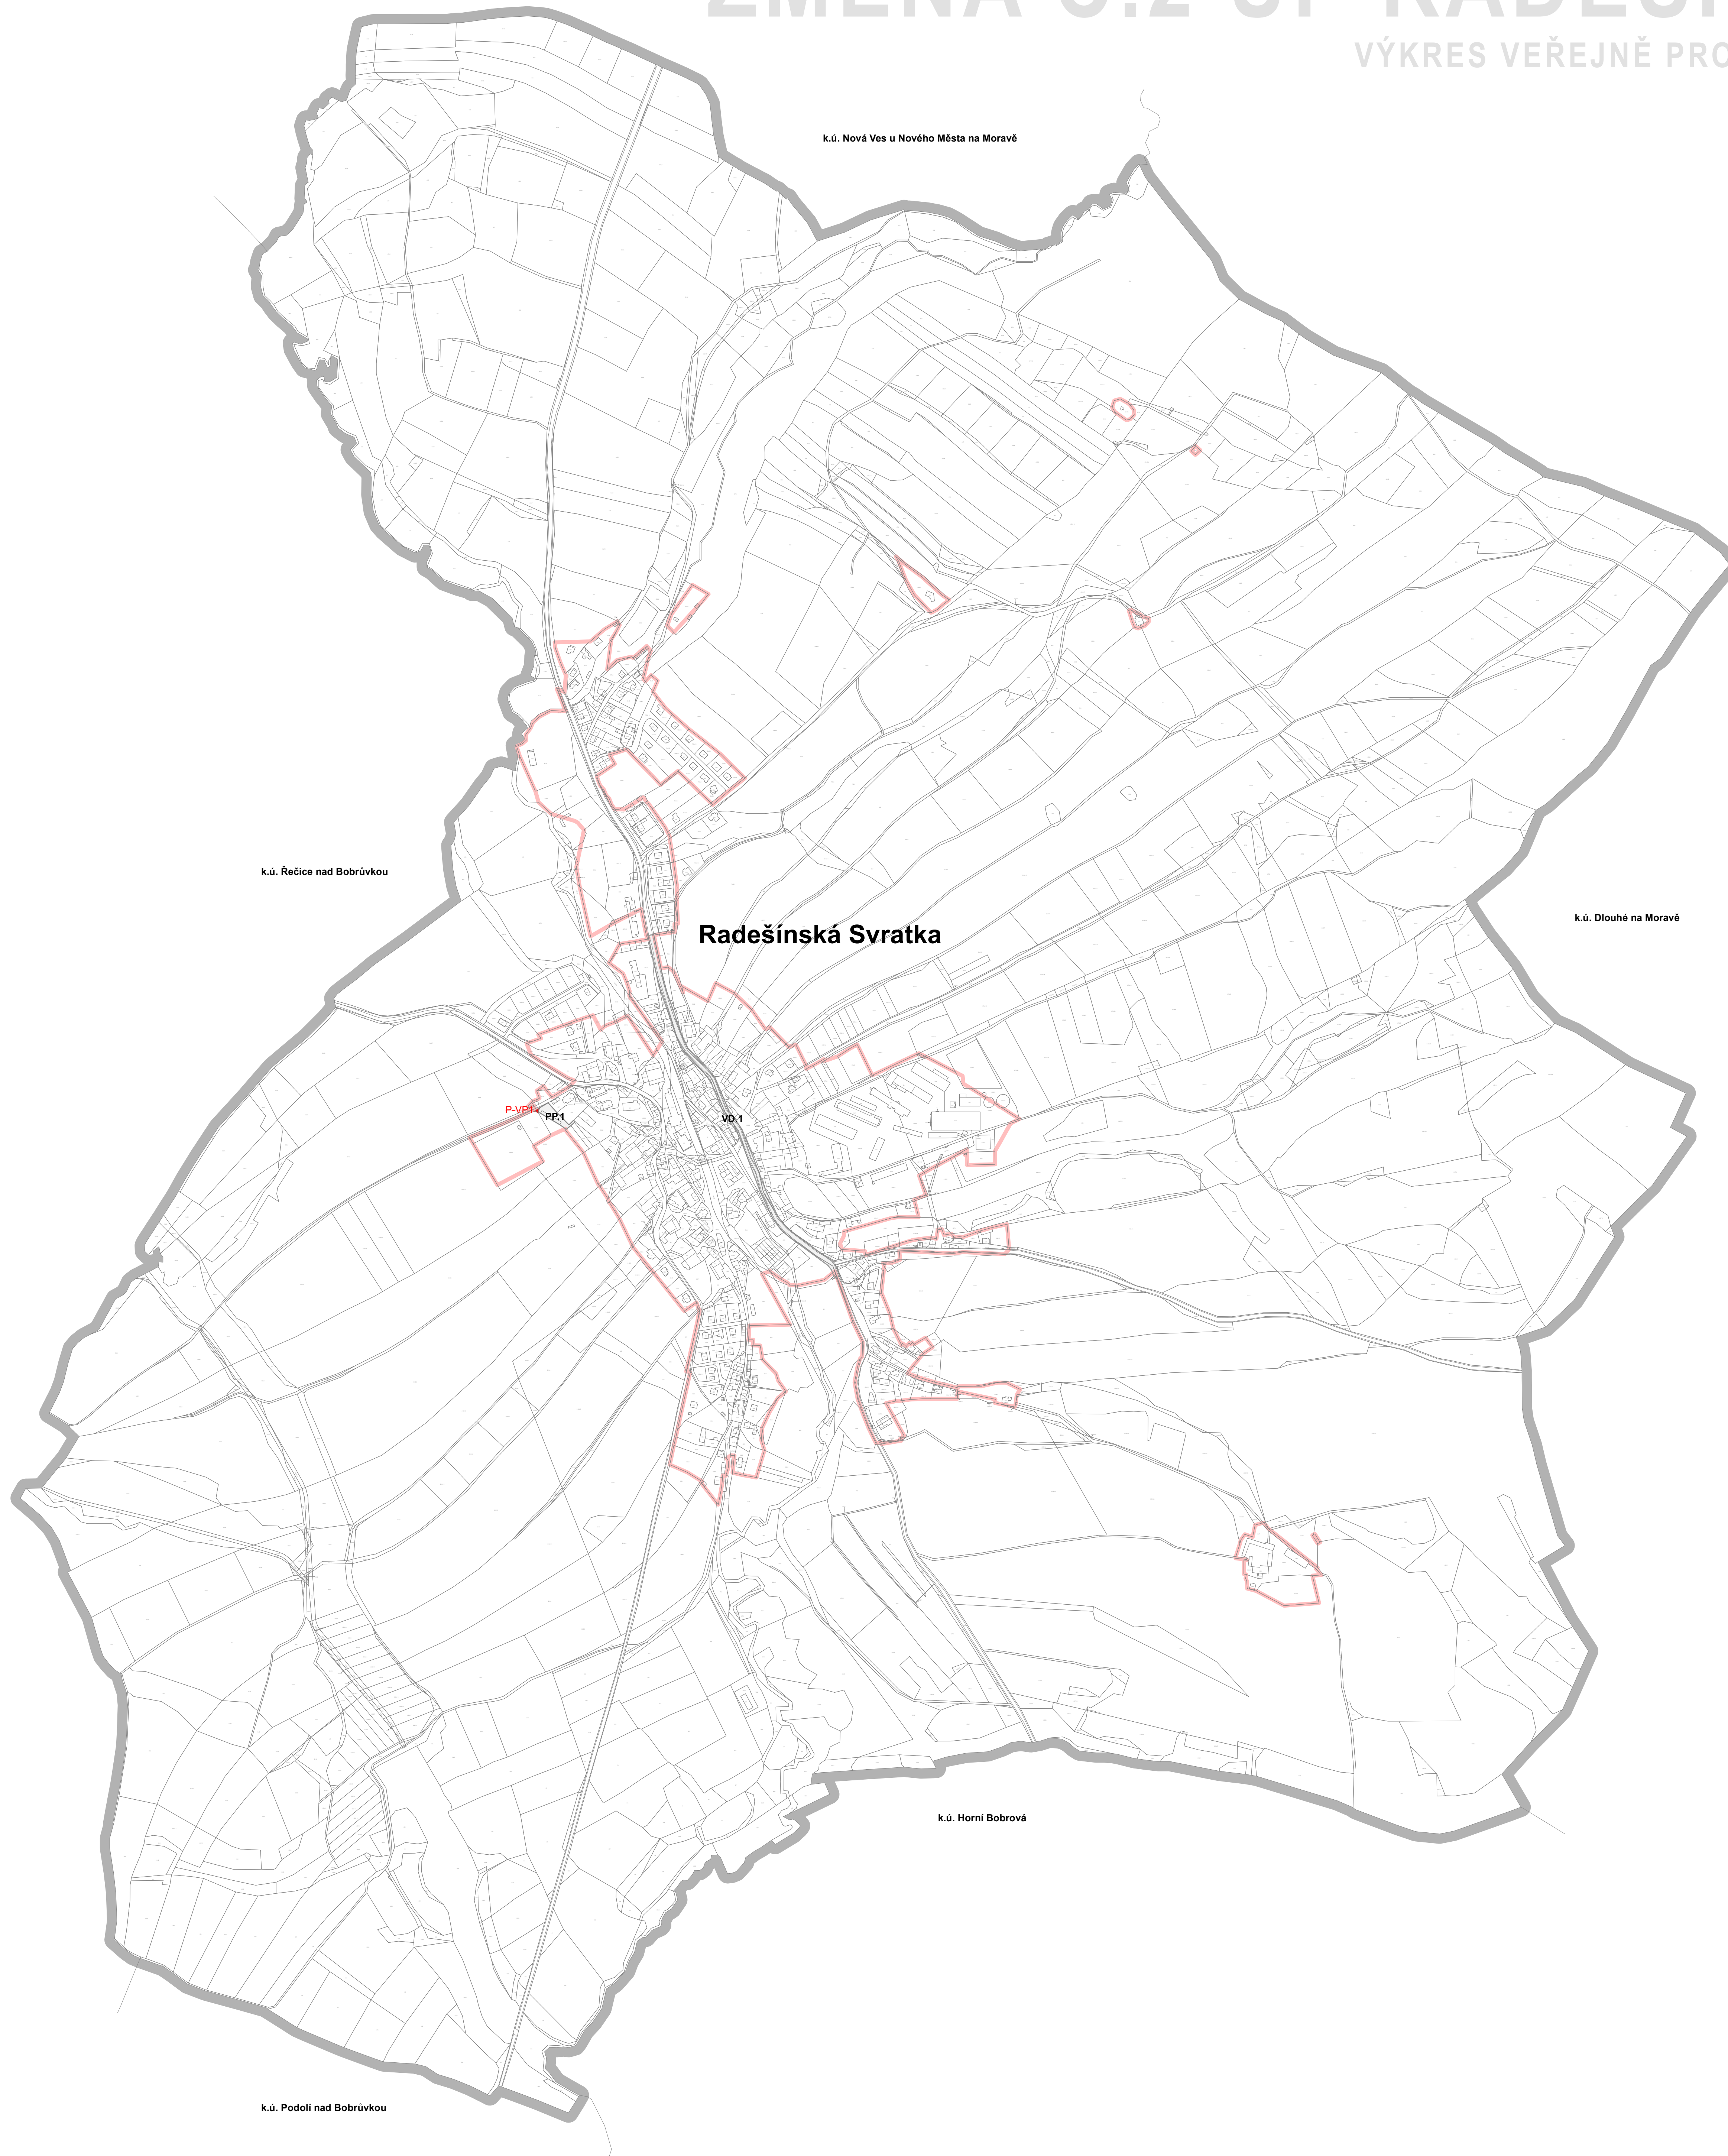 VÝKRES VEŘEJNĚ
k.ú. Nová Ves u Nového Města na Moravě
k.ú. Řečice nad Bobrůvkou
k.ú. Dlouhé na Moravě
Radešínská Svratka
P-VP1
PP.1
VD.1
k.ú. Horní Bobrová
k.ú. Podolí nad Bobrůvkou